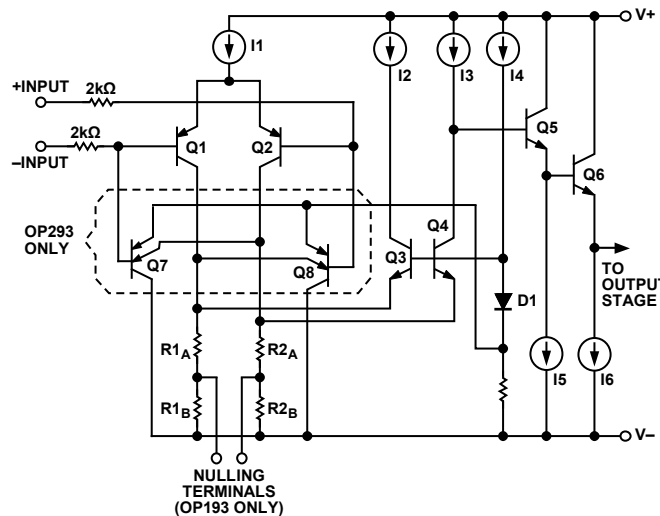 V+
I1
I2
I3
I4
+INPUT
2kΩ
Q5
2kΩ
–INPUT
Q1
Q2
Q6
OP293
ONLY
Q7
Q8
Q3
Q4
TO
OUTPUT
STAGE
D1
R1A
R2A
I5
I6
R1B
R2B
V–
NULLING
TERMINALS
(OP193 ONLY)